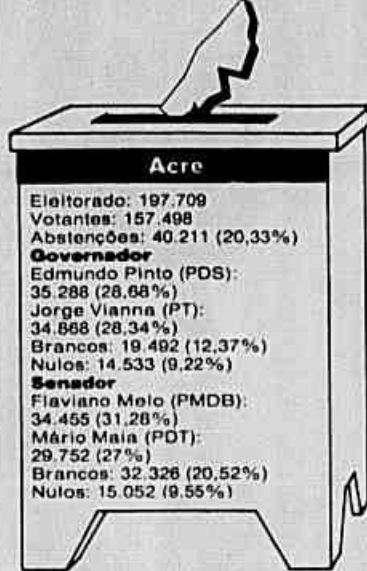 Acre
Eleitorado: 197.709
Votantes: 157.498
Abstenções: 40.211 (20,33%)
Governador
Edmundo Pinto (PDS):
35.288 (28,68%)
Jorge Vianna (PT):
34.868 (28,34%)
Brancos: 19.492 (12,37%)
Nulos: 14.533 (9,22%)
Senador
Flaviano Melo (PMDB):
34.455 (31,28%)
Mário Maia (PDT):
29.752 (27%)
Brancos: 32.326 (20,52%)
Nulos: 15.052 (9,55%)